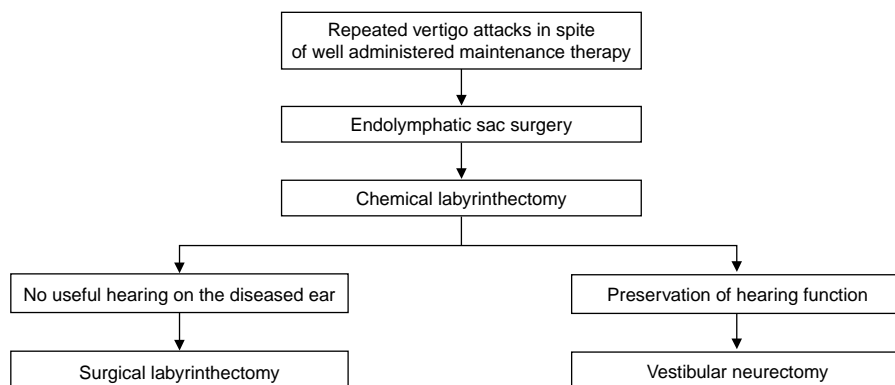 Repeated vertigo attacks in spite
of well administered maintenance therapy
Endolymphatic sac surgery
Chemical labyrinthectomy
No useful hearing on the diseased ear
Preservation of hearing function
Surgical labyrinthectomy
Vestibular neurectomy